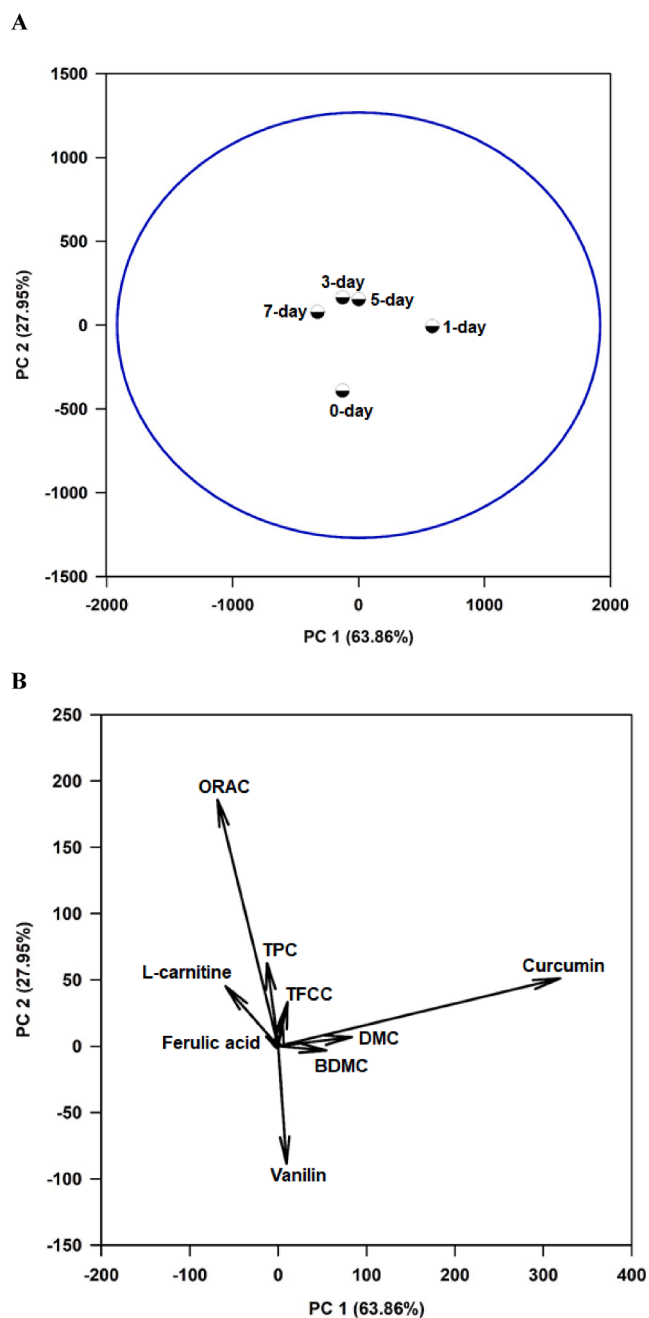 A
1500
1000
500
0
-500
-1000
-1500
PC 2 (27.95%)
3-day
5-day
7-day
1-day
0-day
-2000 -1000 0 1000 2000
PC 1 (63.86%)
B
250
200
150
100
50
0
-50
-100
-150
PC 2 (27.95%)
ORAC
TPC
L-carnitine
Curcumin
TFCC
Ferulic acid
DMC
BDMC
Vanilin
-200 -100 0 100 200 300 400
PC 1 (63.86%)